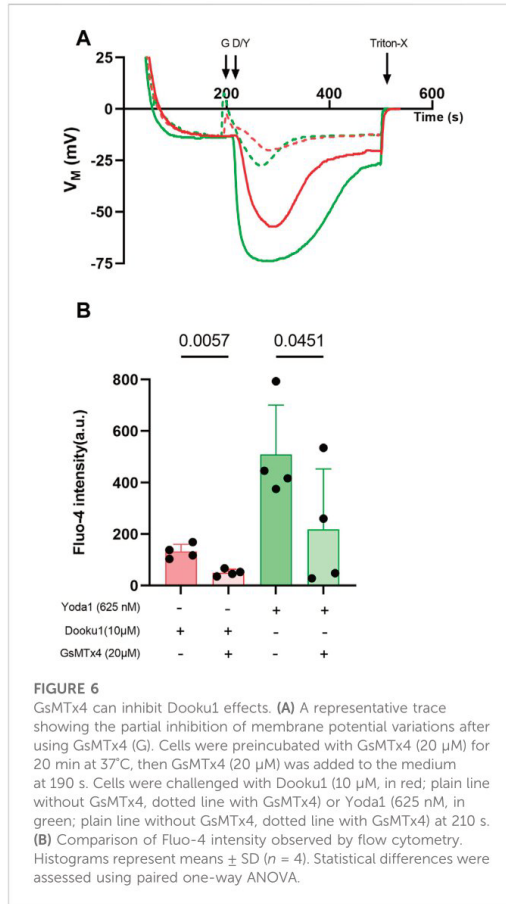 A
G D/Y
Triton-X
25
0
-25
-50
-75
200
400
600
Time (s)
V_M (mV)
B
0.0057
0.0451
800
600
400
200
0
Fluo-4 intensity(a.u.)
Yoda1 (625 nM) - - + +
Dooku1(10µM) + + - -
GsMTx4 (20µM) - + - +
FIGURE 6
GsMTx4 can inhibit Dooku1 effects. (A) A representative trace
showing the partial inhibition of membrane potential variations after
using GsMTx4 (G). Cells were preincubated with GsMTx4 (20 µM) for
20 min at 37°C, then GsMTx4 (20 µM) was added to the medium
at 190 s. Cells were challenged with Dooku1 (10 µM, in red; plain line
without GsMTx4, dotted line with GsMTx4) or Yoda1 (625 nM, in
green; plain line without GsMTx4, dotted line with GsMTx4) at 210 s.
(B) Comparison of Fluo-4 intensity observed by flow cytometry.
Histograms represent means ± SD (n = 4). Statistical differences were
assessed using paired one-way ANOVA.